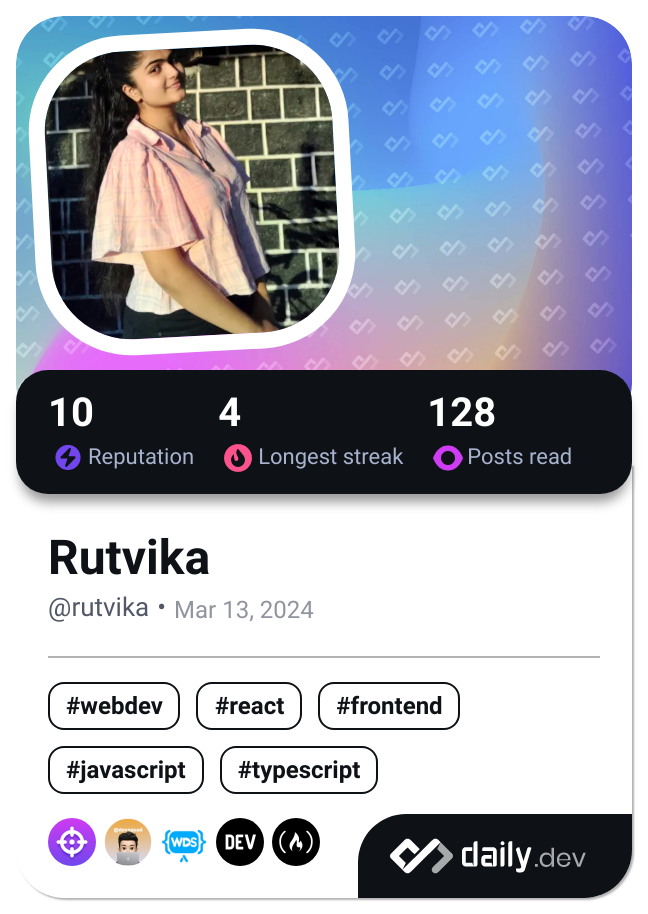 10 4 128
Reputation Longest streak Posts read
Rutvika
@rutvika • Mar 13, 2024
#webdev #react #frontend
#javascript #typescript
WDS DEV
daily.dev